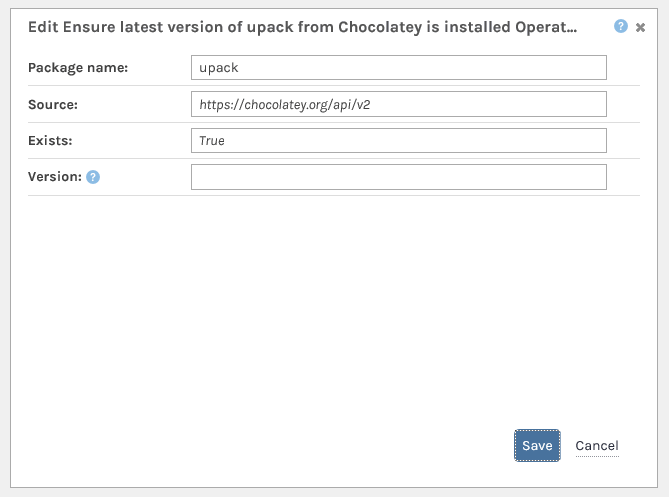 Edit Ensure latest version of upack from Chocolatey is installed Operat... ? ×
Package name: upack
Source: https://chocolatey.org/api/v2
Exists: True
Version: ?
Save Cancel